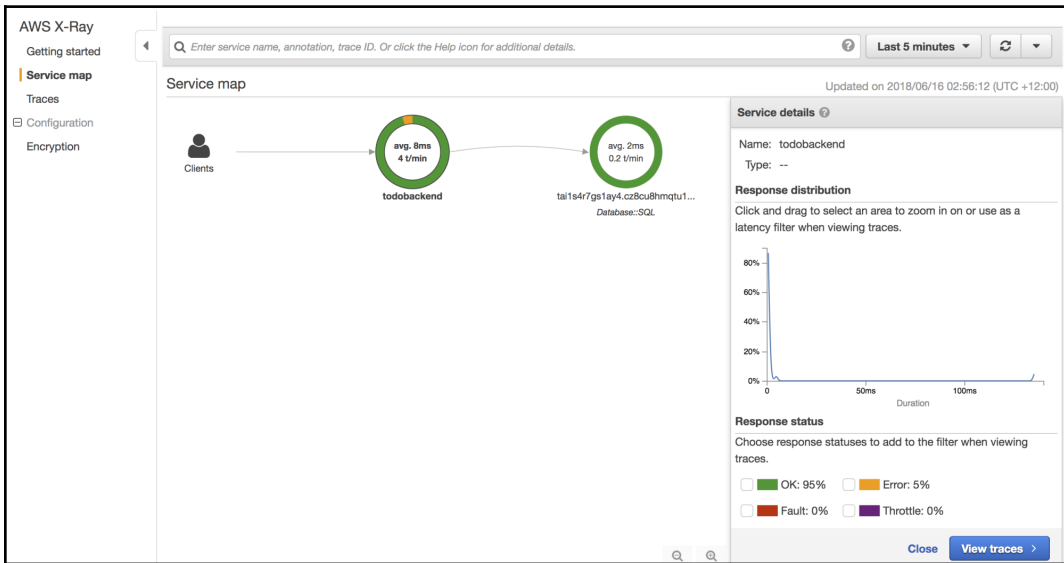 AWS X-Ray
Getting started
Service map
Traces
Configuration
Encryption
Enter service name, annotation, trace ID. Or click the Help icon for additional details.
?
Last 5 minutes
Service map
Updated on 2018/06/16 02:56:12 (UTC +12:00)
Clients
avg. 8ms
4 t/min
todobackend
avg. 2ms
0.2 t/min
tai1s4r7gs1ay4.cz8cu8hmqtu1...
Database::SQL
Service details ?
Name: todobackend
Type: --
Response distribution
Click and drag to select an area to zoom in on or use as a
latency filter when viewing traces.
80%
60%
40%
20%
0%
0 50ms 100ms
Duration
Response status
Choose response statuses to add to the filter when viewing
traces.
OK: 95% Error: 5%
Fault: 0% Throttle: 0%
Close View traces